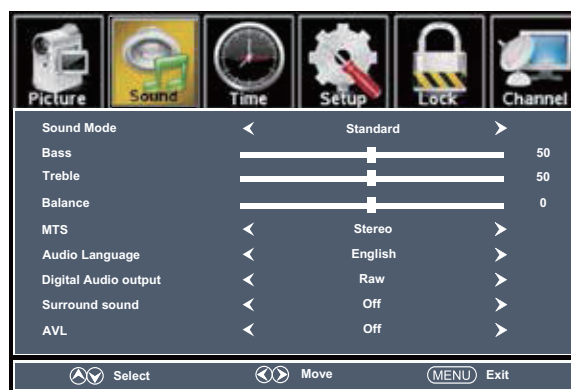 Picture Sound Time Setup Lock Channel
Sound Mode Standard
Bass 50
Treble 50
Balance 0
MTS Stereo
Audio Language English
Digital Audio output Raw
Surround sound Off
AVL Off
Select Move MENU Exit